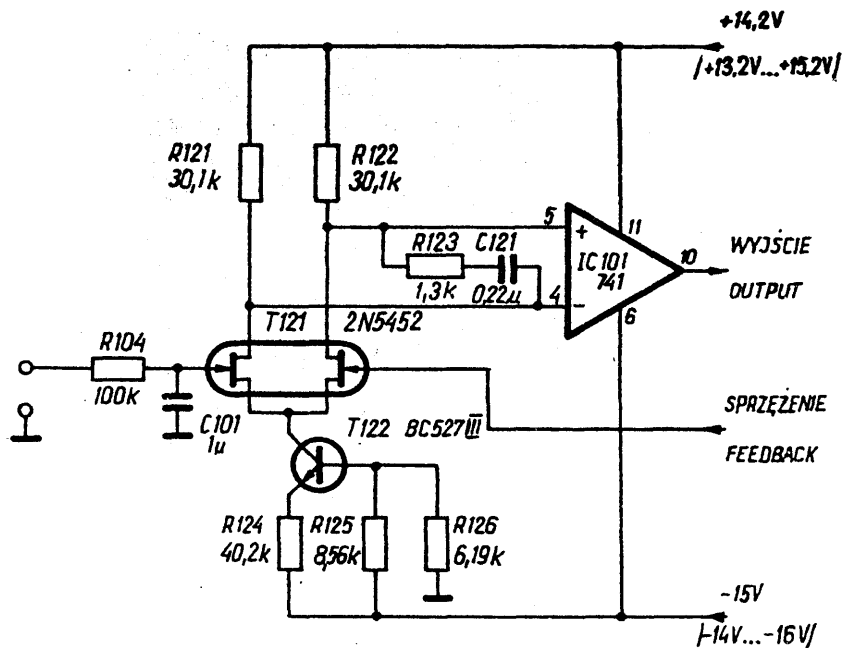 +14,2V
/+13,2V...+15,2V/
R121
30,1k
R122
30,1k
5
+
11
R123
C121
1,3k
0,22µ
IC101
741
10
WYJŚCIE
OUTPUT
4
-
6
T121
2N5452
R104
100k
C101
1µ
SPRZĘŻENIE
FEEDBACK
T122 BC527III
R124
40,2k
R125
8,56k
R126
6,19k
-15V
/-14V...-16V/